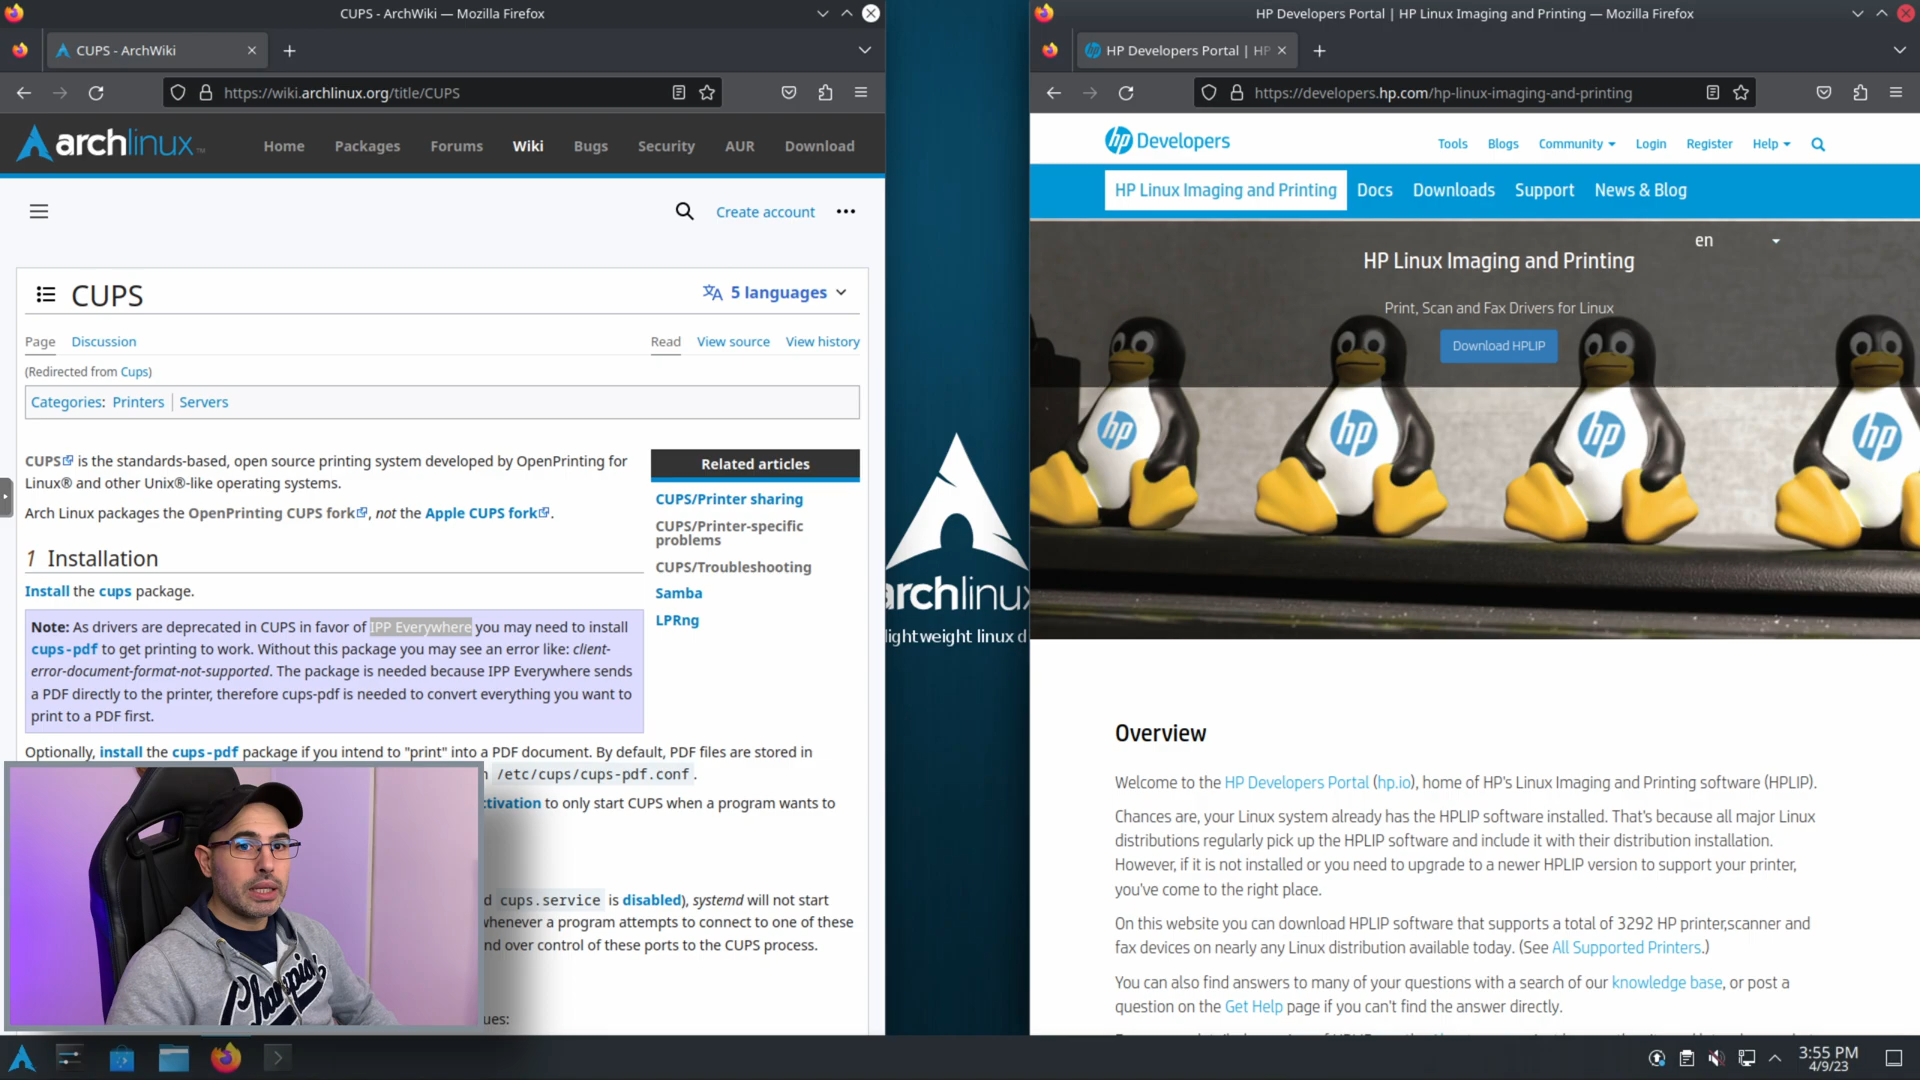 CUPS - ArchWiki — Mozilla Firefox
CUPS - ArchWiki
https://wiki.archlinux.org/title/CUPS
archlinux
Home
Packages
Forums
Wiki
Bugs
Security
AUR
Download
Create account
CUPS
5 languages
Page
Discussion
Read
View source
View history
(Redirected from Cups)
Categories: Printers | Servers
CUPS is the standards-based, open source printing system developed by OpenPrinting for
Linux® and other Unix®-like operating systems.
Arch Linux packages the OpenPrinting CUPS fork, not the Apple CUPS fork.
Related articles
CUPS/Printer sharing
CUPS/Printer-specific
problems
CUPS/Troubleshooting
Samba
LPRng
1 Installation
Install the cups package.
Note: As drivers are deprecated in CUPS in favor of IPP Everywhere you may need to install
cups-pdf to get printing to work. Without this package you may see an error like: client-
error-document-format-not-supported. The package is needed because IPP Everywhere sends
a PDF directly to the printer, therefore cups-pdf is needed to convert everything you want to
print to a PDF first.
Optionally, install the cups-pdf package if you intend to "print" into a PDF document. By default, PDF files are stored in
/etc/cups/cups-pdf.conf.
ctivation to only start CUPS when a program wants to
d cups.service is disabled), systemd will not start
whenever a program attempts to connect to one of these
nd over control of these ports to the CUPS process.
ues:
Champion
archlinux
lightweight linux d
HP Developers Portal | HP Linux Imaging and Printing — Mozilla Firefox
HP Developers Portal | HP
https://developers.hp.com/hp-linux-imaging-and-printing
hp Developers
Tools
Blogs
Community
Login
Register
Help
HP Linux Imaging and Printing
Docs
Downloads
Support
News & Blog
en
HP Linux Imaging and Printing
Print, Scan and Fax Drivers for Linux
Download HPLIP
hp
hp
hp
hp
Overview
Welcome to the HP Developers Portal (hp.io), home of HP's Linux Imaging and Printing software (HPLIP).
Chances are, your Linux system already has the HPLIP software installed. That's because all major Linux
distributions regularly pick up the HPLIP software and include it with their distribution installation.
However, if it is not installed or you need to upgrade to a newer HPLIP version to support your printer,
you've come to the right place.
On this website you can download HPLIP software that supports a total of 3292 HP printer,scanner and
fax devices on nearly any Linux distribution available today. (See All Supported Printers.)
You can also find answers to many of your questions with a search of our knowledge base, or post a
question on the Get Help page if you can't find the answer directly.
3:55 PM
4/9/23